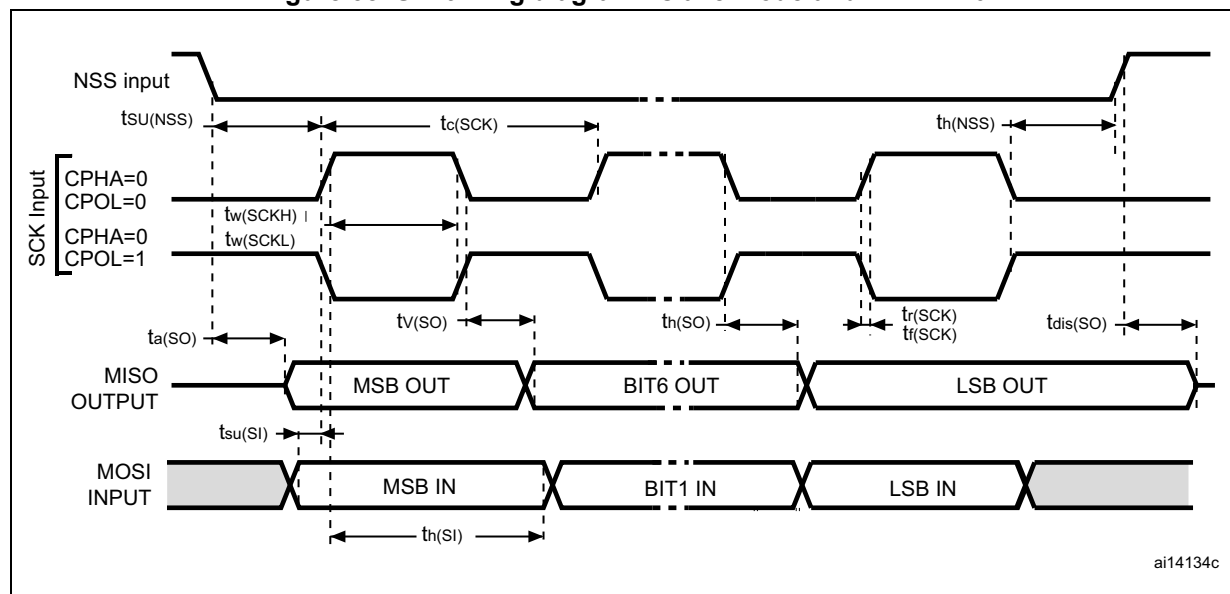 NSS input
tSU(NSS)
tc(SCK)
th(NSS)
SCK Input
CPHA=0
CPOL=0
tw(SCKH)
CPHA=0
CPOL=1
tw(SCKL)
ta(SO)
tV(SO)
th(SO)
tr(SCK)
tf(SCK)
tdis(SO)
MISO
OUTPUT
MSB OUT
BIT6 OUT
LSB OUT
tsu(SI)
MOSI
INPUT
MSB IN
BIT1 IN
LSB IN
th(SI)
ai14134c